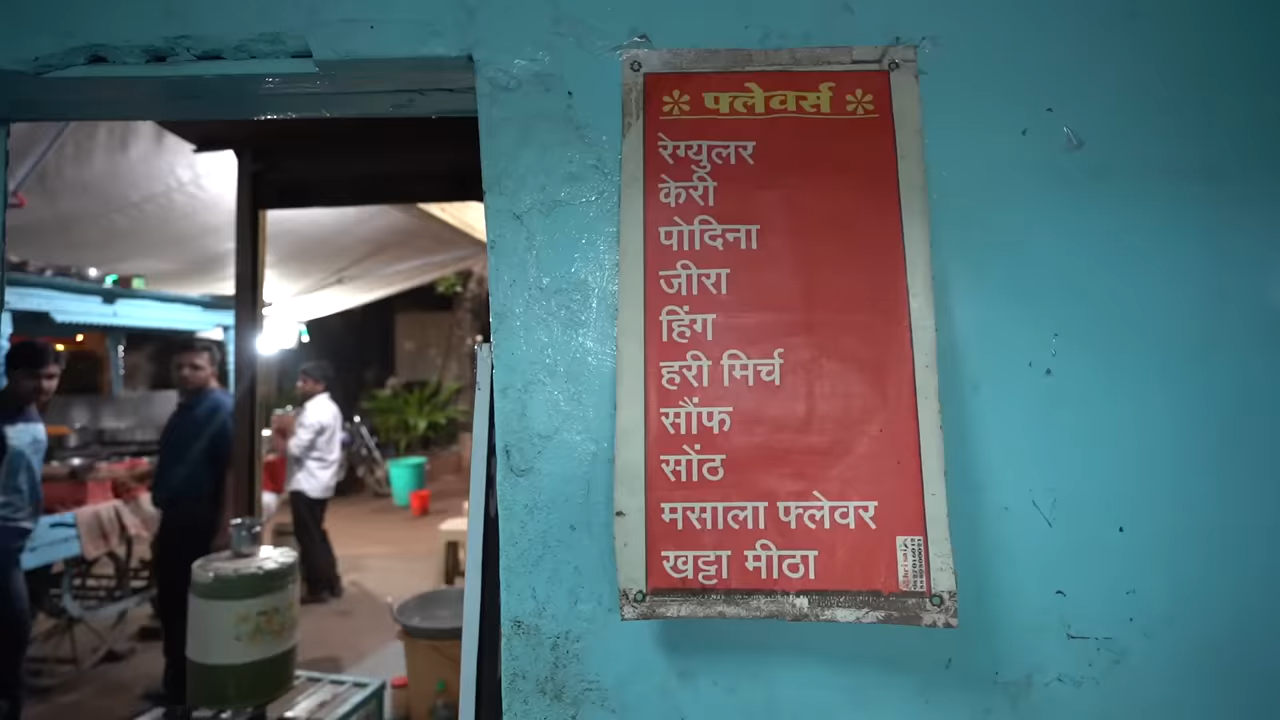 * फ्लेवर्स *
रेग्युलर
केरी
पोदिना
जीरा
हिंग
हरी मिर्च
सौंफ
सोंठ
मसाला फ्लेवर
खट्टा मीठा